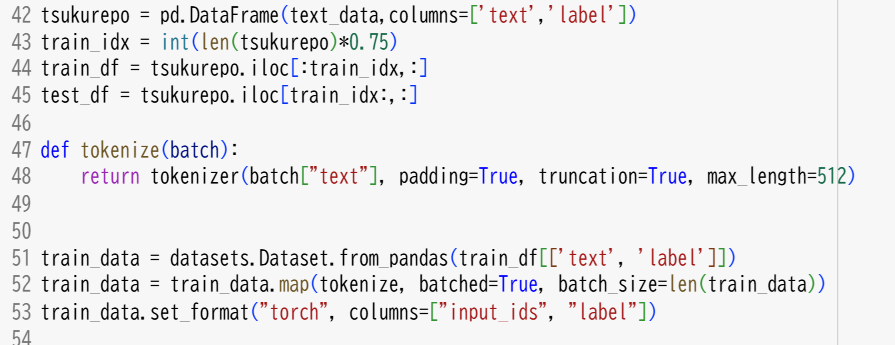 42 tsukurepo = pd.DataFrame(text_data,columns=['text','label'])
43 train_idx = int(len(tsukurepo)*0.75)
44 train_df = tsukurepo.iloc[:train_idx,:]
45 test_df = tsukurepo.iloc[train_idx:,:]
46
47 def tokenize(batch):
48     return tokenizer(batch["text"], padding=True, truncation=True, max_length=512)
49
50
51 train_data = datasets.Dataset.from_pandas(train_df[['text', 'label']])
52 train_data = train_data.map(tokenize, batched=True, batch_size=len(train_data))
53 train_data.set_format("torch", columns=["input_ids", "label"])
54